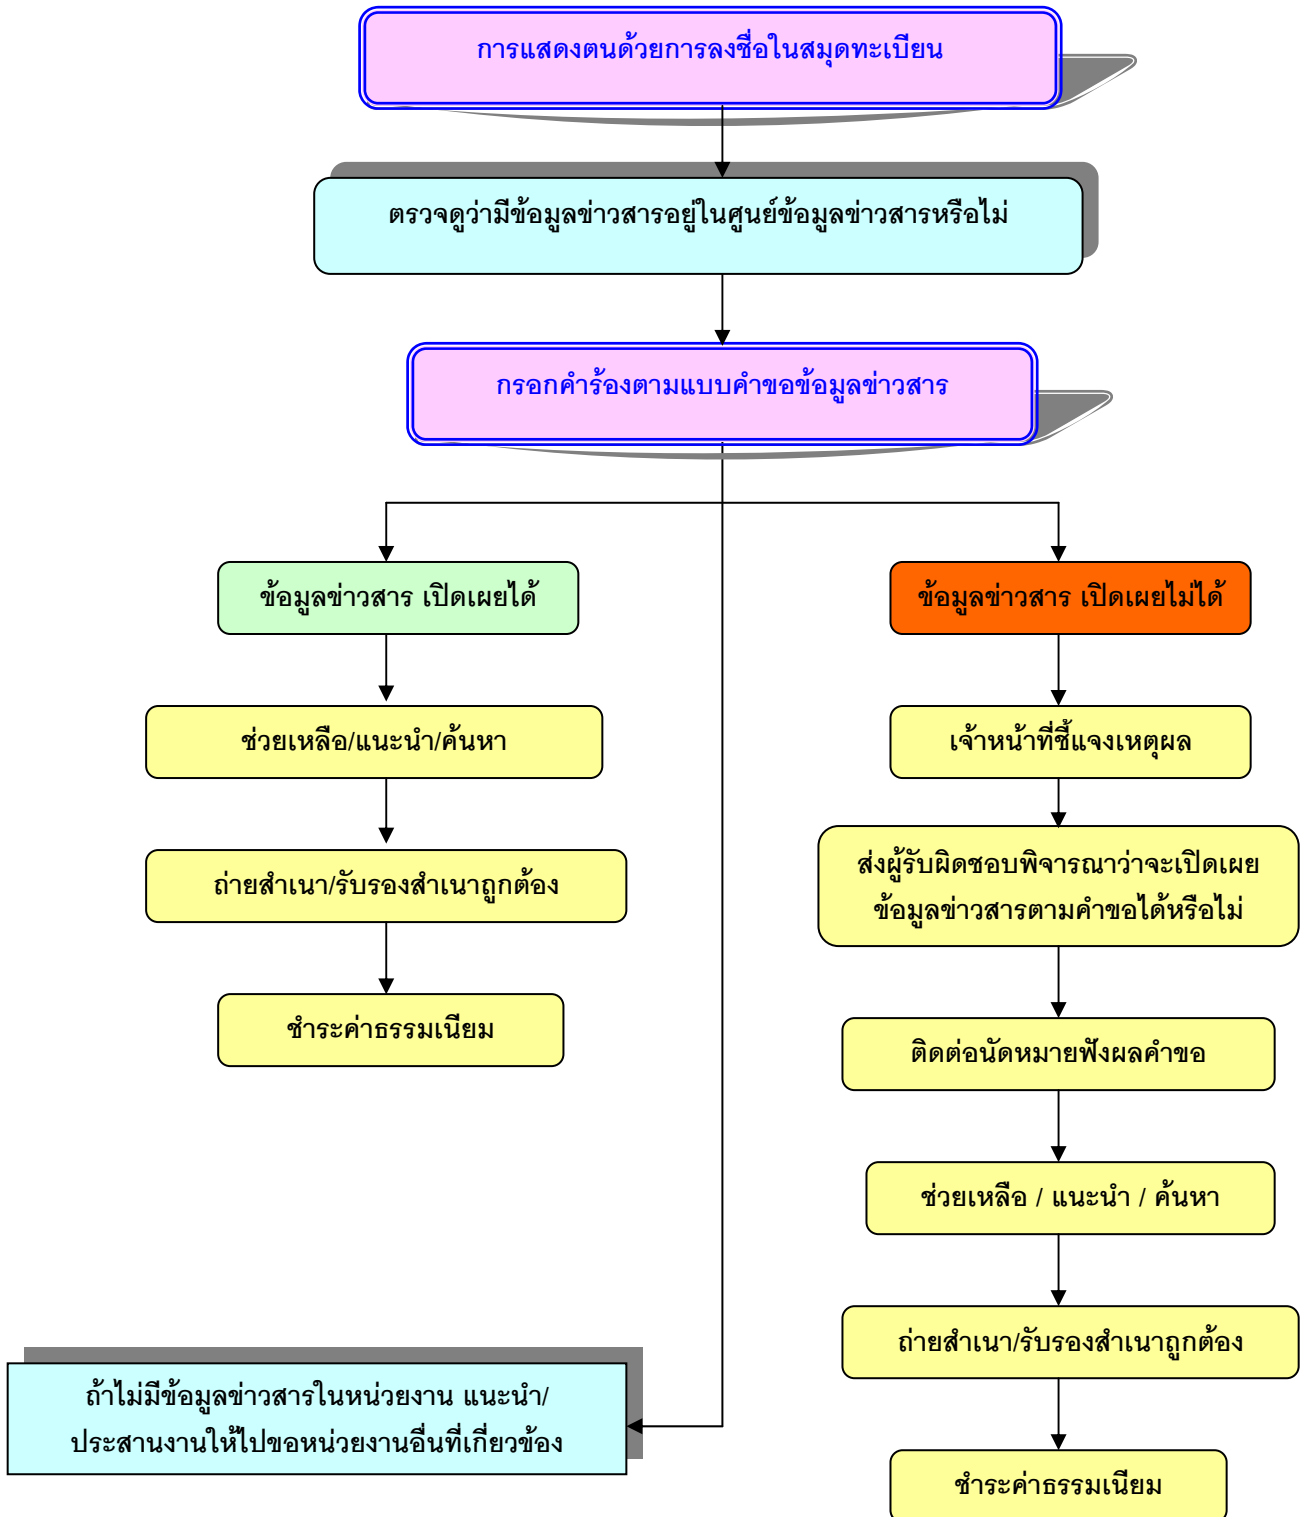 การแสดงตนด้วยการลงชื่อในสมุดทะเบียน
ตรวจดูว่ามีข้อมูลข่าวสารอยู่ในศูนย์ข้อมูลข่าวสารหรือไม่
กรอกคำร้องตามแบบคำขอข้อมูลข่าวสาร
ข้อมูลข่าวสาร เปิดเผยได้
ช่วยเหลือ/แนะนำ/ค้นหา
ถ่ายสำเนา/รับรองสำเนาถูกต้อง
ชำระค่าธรรมเนียม
ข้อมูลข่าวสาร เปิดเผยไม่ได้
เจ้าหน้าที่ชี้แจงเหตุผล
ส่งผู้รับผิดชอบพิจารณาว่าจะเปิดเผย
ข้อมูลข่าวสารตามคำขอได้หรือไม่
ติดต่อนัดหมายฟังผลคำขอ
ช่วยเหลือ / แนะนำ / ค้นหา
ถ่ายสำเนา/รับรองสำเนาถูกต้อง
ชำระค่าธรรมเนียม
ถ้าไม่มีข้อมูลข่าวสารในหน่วยงาน แนะนำ/
ประสานงานให้ไปขอหน่วยงานอื่นที่เกี่ยวข้อง